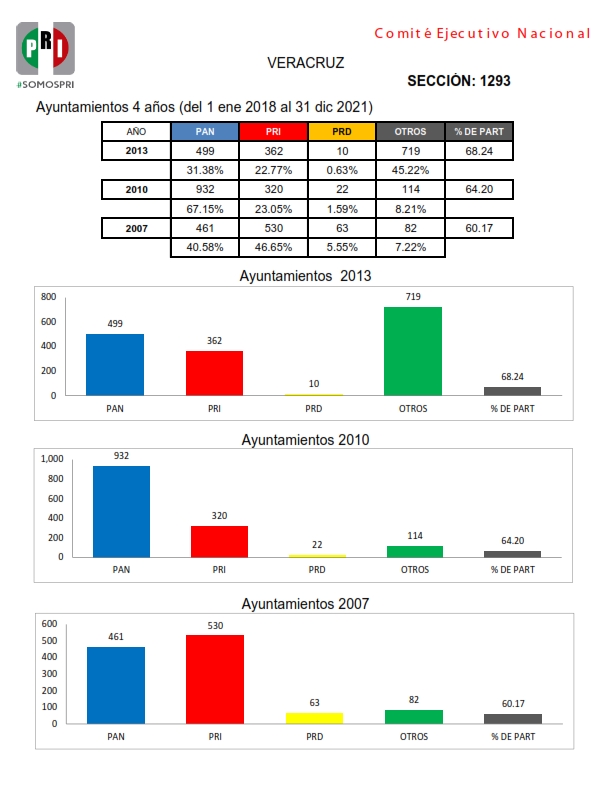 Comité Ejecutivo Nacional
PRI
#SOMOSPRI
VERACRUZ
SECCIÓN: 1293
Ayuntamientos 4 años (del 1 ene 2018 al 31 dic 2021)
AÑO PAN PRI PRD OTROS % DE PART
2013 499 362 10 719 68.24
31.38% 22.77% 0.63% 45.22%
2010 932 320 22 114 64.20
67.15% 23.05% 1.59% 8.21%
2007 461 530 63 82 60.17
40.58% 46.65% 5.55% 7.22%
Ayuntamientos 2013
800
600
400
200
0
499 362 10 719 68.24
PAN PRI PRD OTROS % DE PART
Ayuntamientos 2010
1,000
800
600
400
200
0
932 320 22 114 64.20
PAN PRI PRD OTROS % DE PART
Ayuntamientos 2007
600
500
400
300
200
100
0
461 530 63 82 60.17
PAN PRI PRD OTROS % DE PART